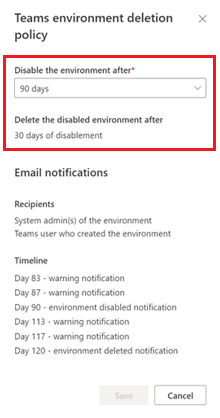 Teams environment deletion
policy
Disable the environment after*
90 days
Delete the disabled environment after
30 days of disablement
Email notifications
Recipients
System admin(s) of the environment
Teams user who created the environment
Timeline
Day 83 - warning notification
Day 87 - warning notification
Day 90 - environment disabled notification
Day 113 - warning notification
Day 117 - warning notification
Day 120 - environment deleted notification
Save
Cancel